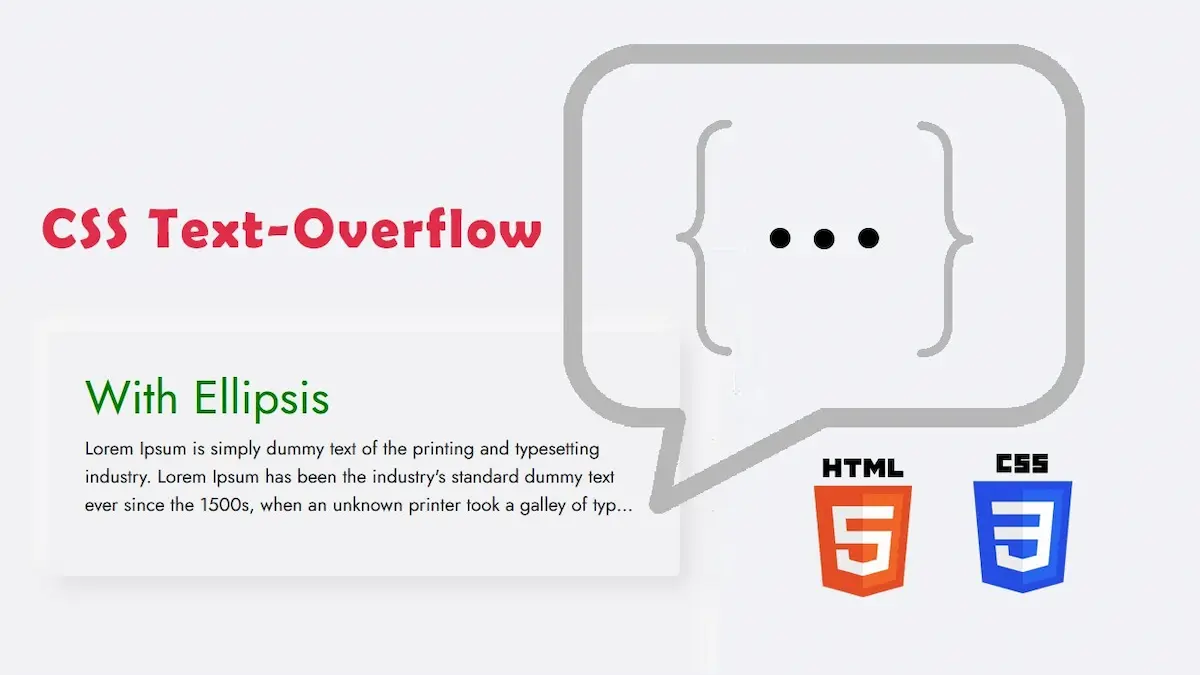 CSS Text-Overflow
{ ... }
With Ellipsis
Lorem Ipsum is simply dummy text of the printing and typesetting
industry. Lorem Ipsum has been the industry's standard dummy text
ever since the 1500s, when an unknown printer took a galley of typ...
HTML
5
CSS
3